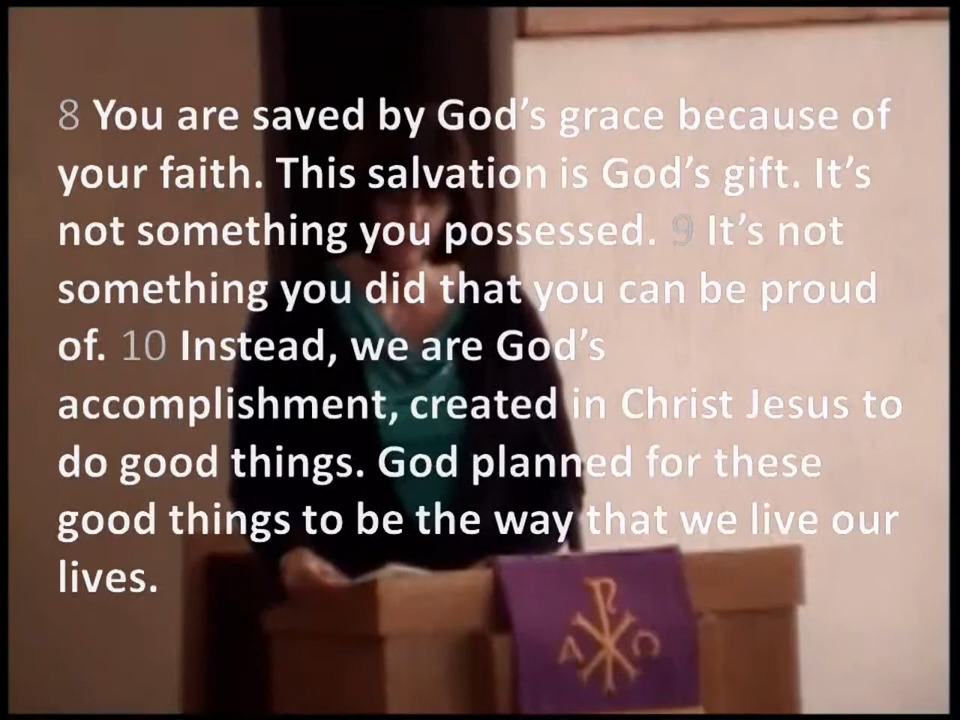 8 You are saved by God’s grace because of
your faith. This salvation is God’s gift. It’s
not something you possessed. 9 It’s not
something you did that you can be proud
of. 10 Instead, we are God’s
accomplishment, created in Christ Jesus to
do good things. God planned for these
good things to be the way that we live our
lives.
Α Ω